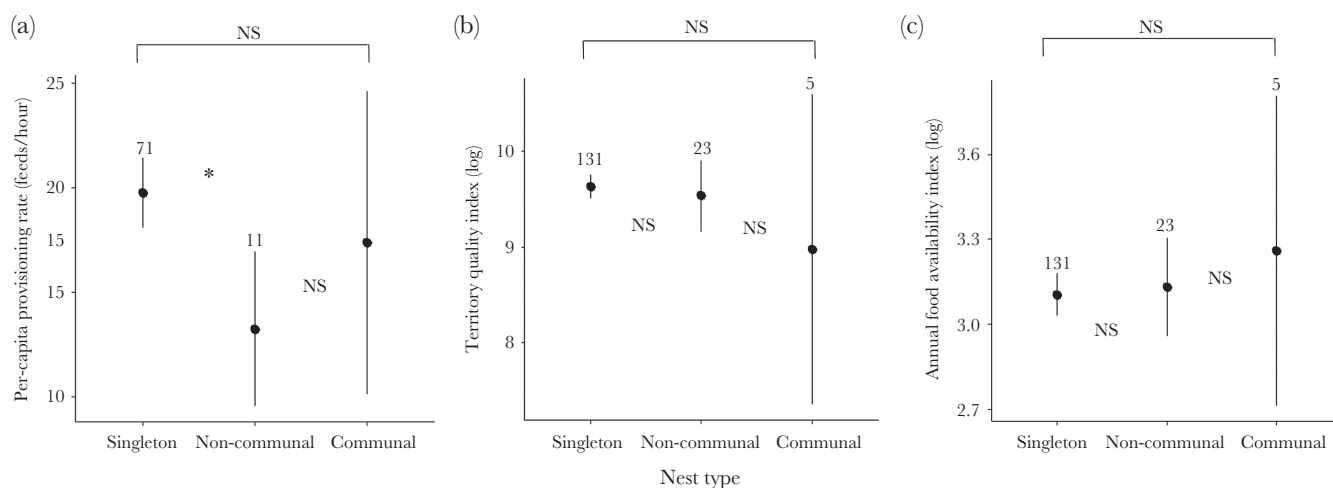 (a)
NS
Per-capita provisioning rate (feeds/hour)
25
20
15
15
10
71
*
11
NS
Singleton
Non-communal
Communal
(b)
NS
Territory quality index (log)
10
9
8
131
23
5
NS
NS
Singleton
Non-communal
Communal
Nest type
(c)
NS
Annual food availability index (log)
3.6
3.3
3.0
2.7
131
23
5
NS
NS
Singleton
Non-communal
Communal